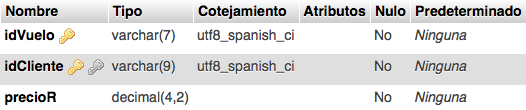 Nombre Tipo Cotejamiento Atributos Nulo Predeterminado
idVuelo varchar(7) utf8_spanish_ci No Ninguna
idCliente varchar(9) utf8_spanish_ci No Ninguna
precioR decimal(4,2) No Ninguna